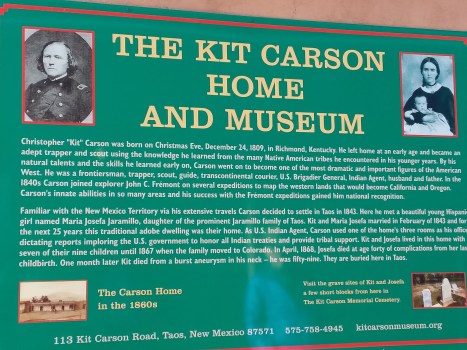 THE KIT CARSON
HOME
AND MUSEUM
Christopher "Kit" Carson was born on Christmas Eve, December 24, 1809, in Richmond, Kentucky. He left home at an early age and became an
adept trapper and scout using the knowledge he learned from the many Native American tribes he encountered in his younger years. By his
natural talents and the skills he learned early on, Carson went on to become one of the most dramatic and important figures of the American
West. He was a frontiersman, trapper, scout, guide, transcontinental courier, U.S. Brigadier General, Indian Agent, husband and father. In the
1840s Carson joined explorer John C. Frémont on several expeditions to map the western lands that would become California and Oregon.
Carson's innate abilities in so many areas and his success with the Frémont expeditions gained him national recognition.
Familiar with the New Mexico Territory via his extensive travels Carson decided to settle in Taos in 1843. Here he met a beautiful young Hispanic
girl named Maria Josefa Jaramillo, daughter of the prominent Jaramillo family of Taos. Kit and Maria Josefa married in February of 1843 and for
the next 25 years this traditional adobe dwelling was their home. As U.S. Indian Agent, Carson used one of the home's three rooms as his office
dictating reports imploring the U.S. government to honor all Indian treaties and provide tribal support. Kit and Josefa lived in this home with
seven of their nine children until 1867 when the family moved to Colorado. In April, 1868, Josefa died at age forty of complications from her last
childbirth. One month later Kit died from a burst aneurysm in his neck – he was fifty-nine. They are buried here in Taos.
The Carson Home
in the 1860s
Visit the grave sites of Kit and Josefa
a few short blocks from here in
The Kit Carson Memorial Cemetery.
113 Kit Carson Road, Taos, New Mexico 87571 575-758-4945 kitcarsonmuseum.org